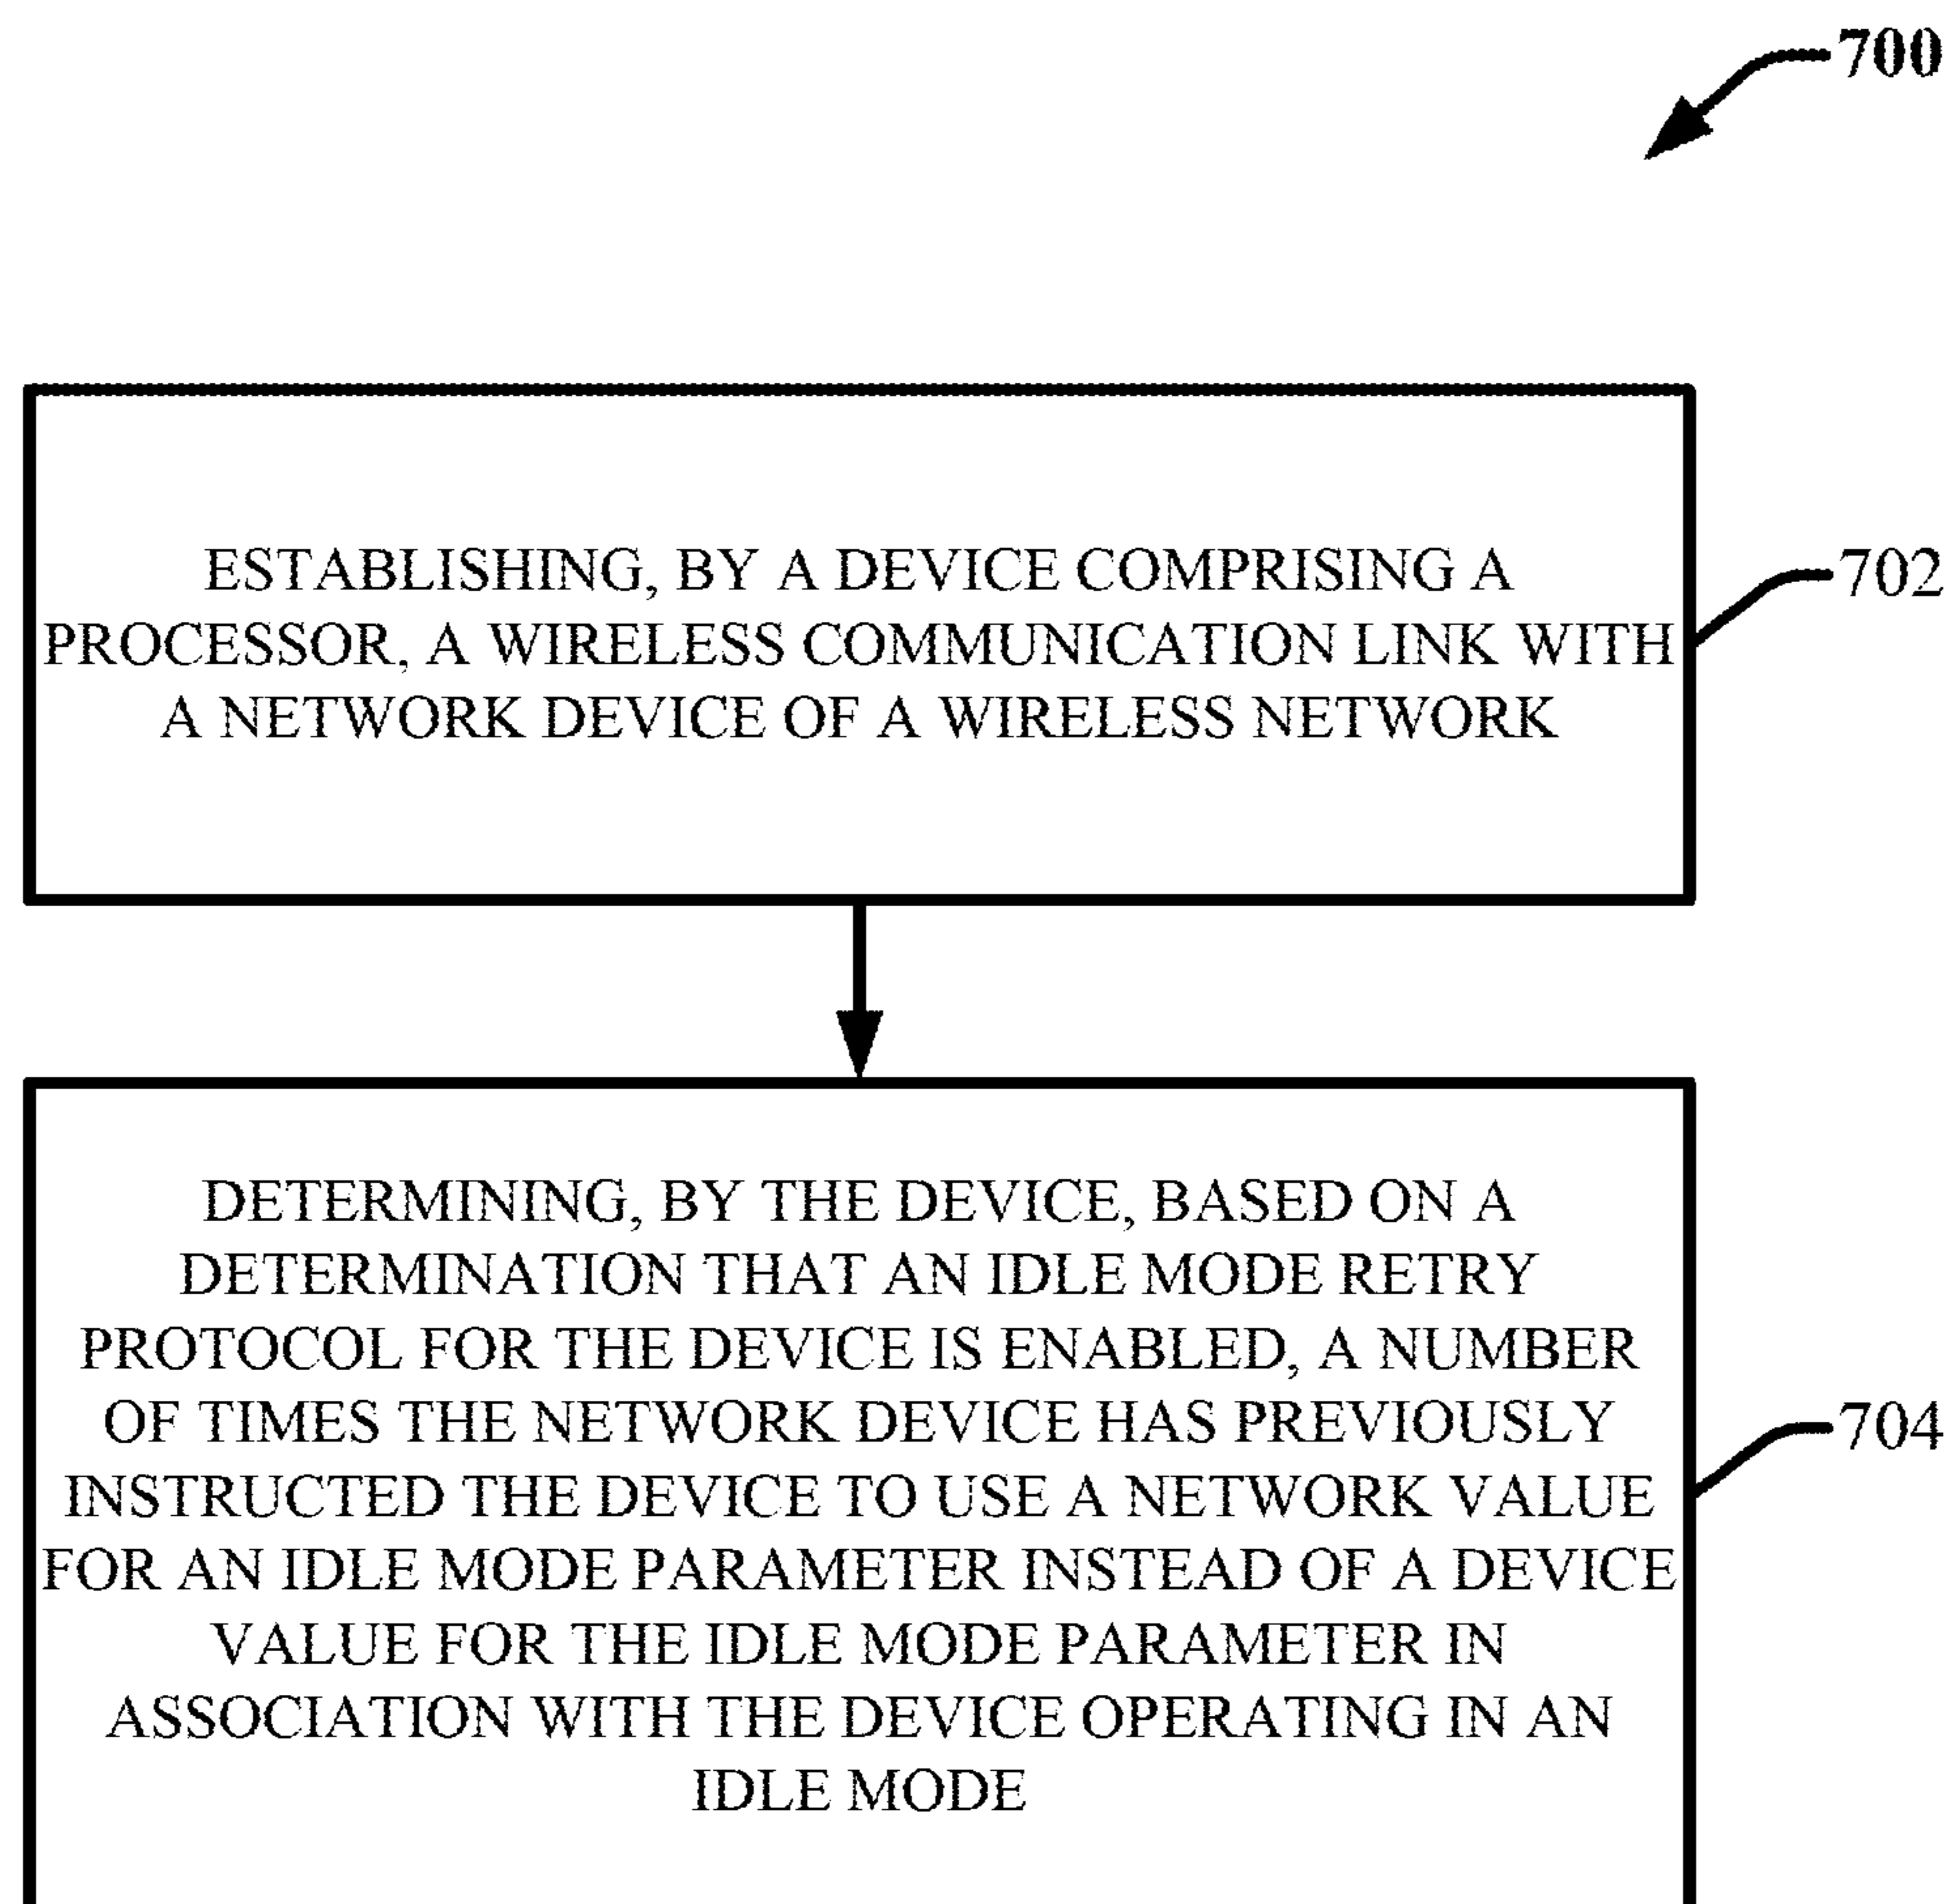 700
ESTABLISHING, BY A DEVICE COMPRISING A
PROCESSOR, A WIRELESS COMMUNICATION LINK WITH
A NETWORK DEVICE OF A WIRELESS NETWORK
702
DETERMINING, BY THE DEVICE, BASED ON A
DETERMINATION THAT AN IDLE MODE RETRY
PROTOCOL FOR THE DEVICE IS ENABLED, A NUMBER
OF TIMES THE NETWORK DEVICE HAS PREVIOUSLY
INSTRUCTED THE DEVICE TO USE A NETWORK VALUE
FOR AN IDLE MODE PARAMETER INSTEAD OF A DEVICE
VALUE FOR THE IDLE MODE PARAMETER IN
ASSOCIATION WITH THE DEVICE OPERATING IN AN
IDLE MODE
704